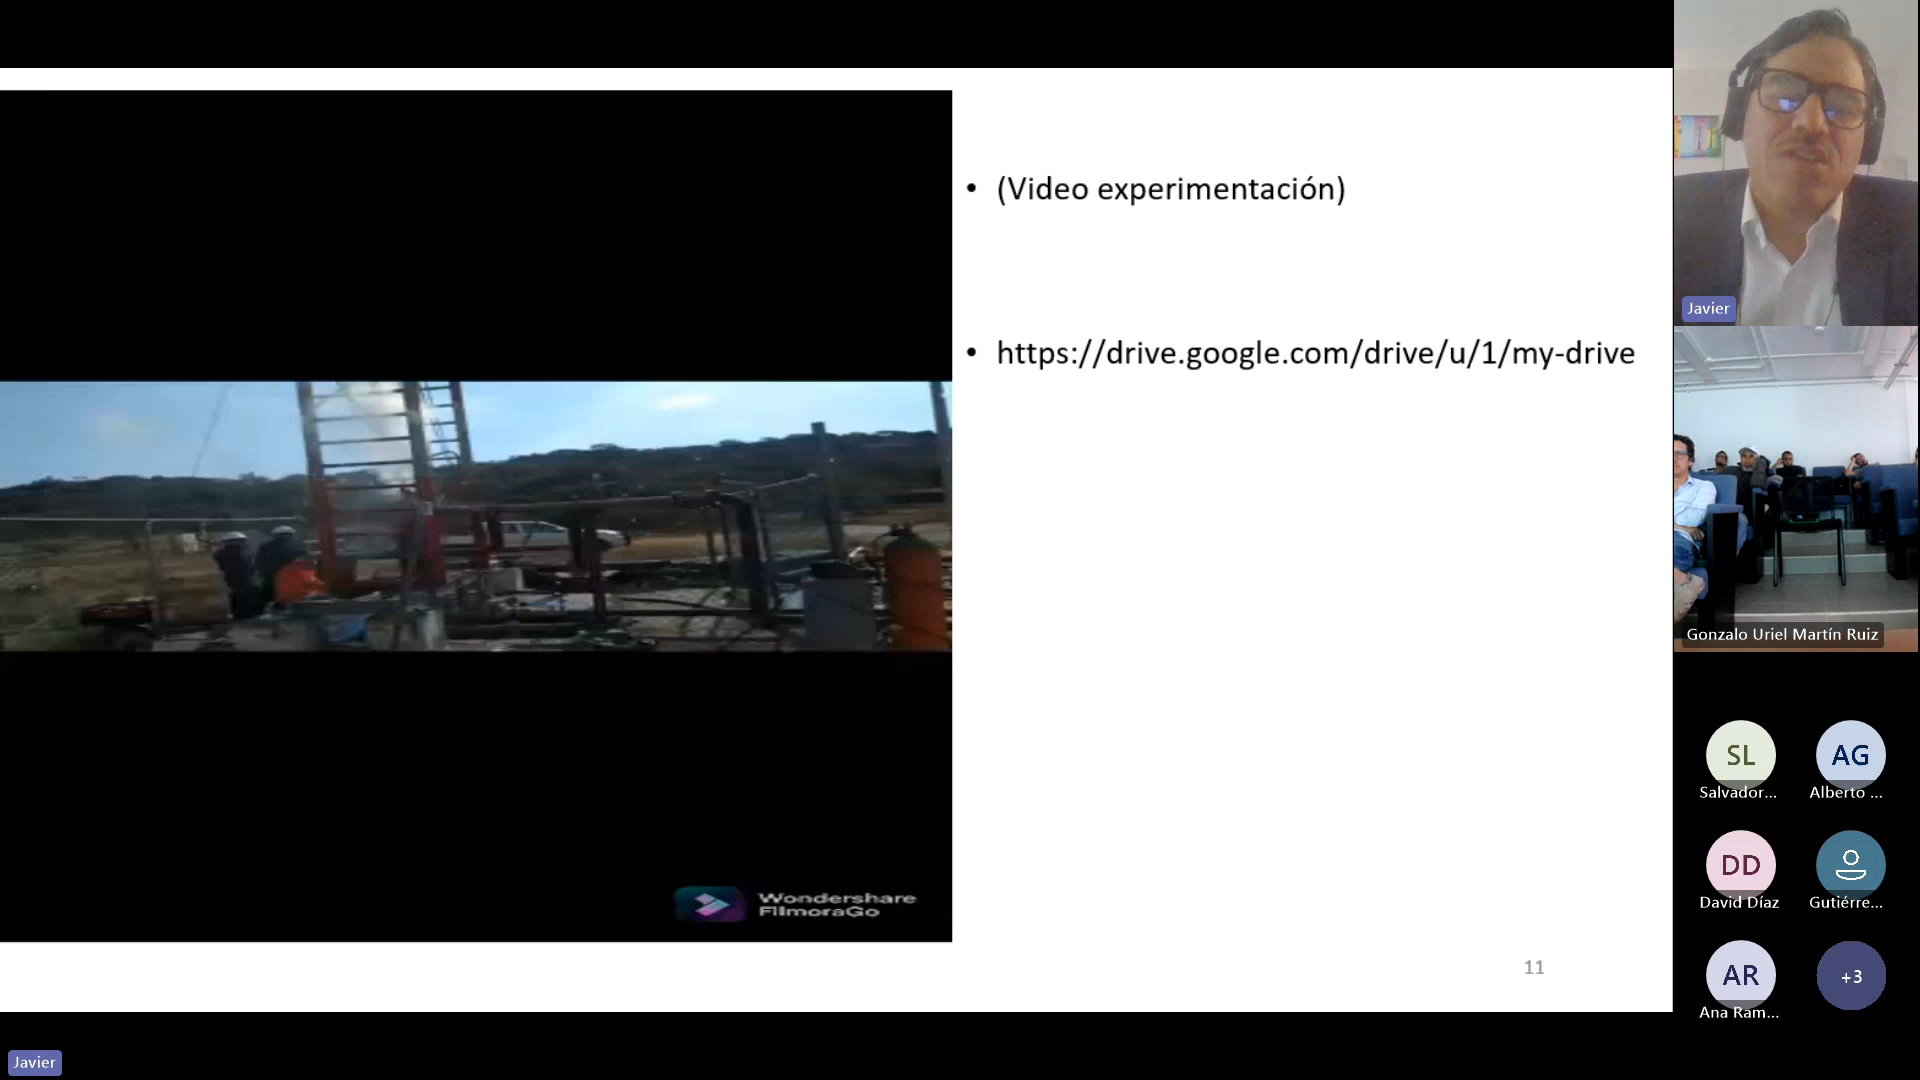 • (Video experimentación)
• https://drive.google.com/drive/u/1/my-drive
Wondershare
FilmoraGo
11
Javier
Gonzalo Uriel Martín Ruiz
SL
Salvador...
AG
Alberto ...
DD
David Díaz
Gutiérre...
AR
Ana Ram...
+3
Javier